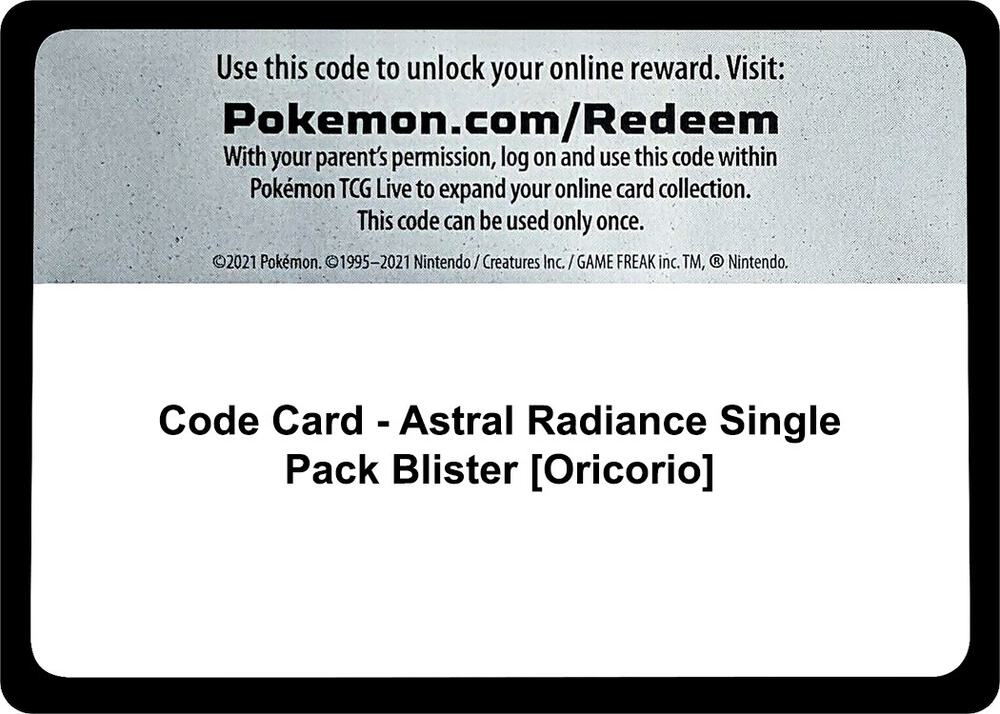 Use this code to unlock your online reward. Visit:
Pokemon.com/Redeem
With your parent's permission, log on and use this code within
Pokémon TCG Live to expand your online card collection.
This code can be used only once.
©2021 Pokémon. ©1995–2021 Nintendo / Creatures Inc. / GAME FREAK inc. TM, ® Nintendo.
Code Card - Astral Radiance Single
Pack Blister [Oricorio]